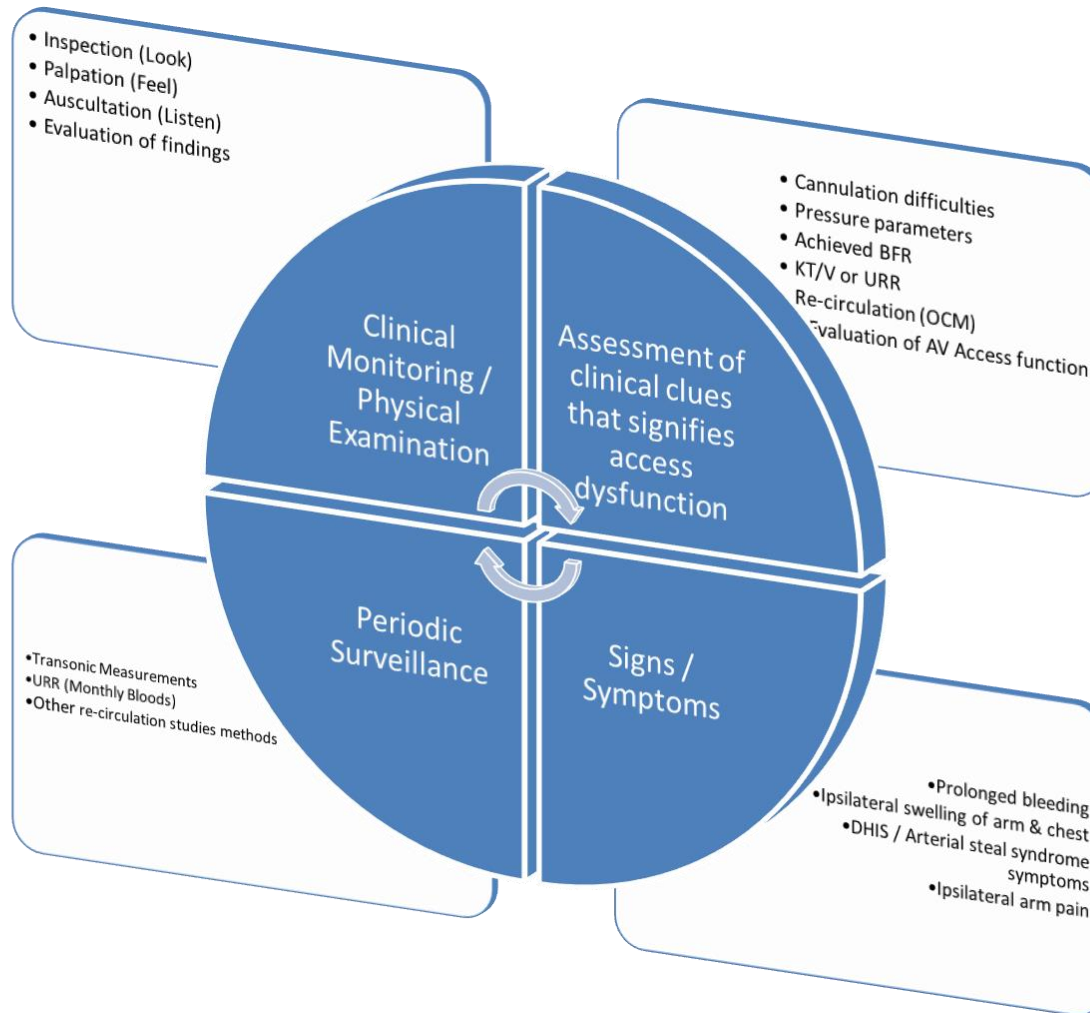 • Inspection (Look)
• Palpation (Feel)
• Auscultation (Listen)
• Evaluation of findings
• Cannulation difficulties
• Pressure parameters
• Achieved BFR
• KT/V or URR
Re-circulation (OCM)
Evaluation of AV Access function
Clinical
Monitoring /
Physical
Examination
Assessment of
clinical clues
that signifies
access
dysfunction
Periodic
Surveillance
Signs /
Symptoms
•Transonic Measurements
•URR (Monthly Bloods)
•Other re-circulation studies methods
•Prolonged bleeding
•Ipsilateral swelling of arm & chest
•DHIS / Arterial steal syndrome
symptoms
•Ipsilateral arm pain